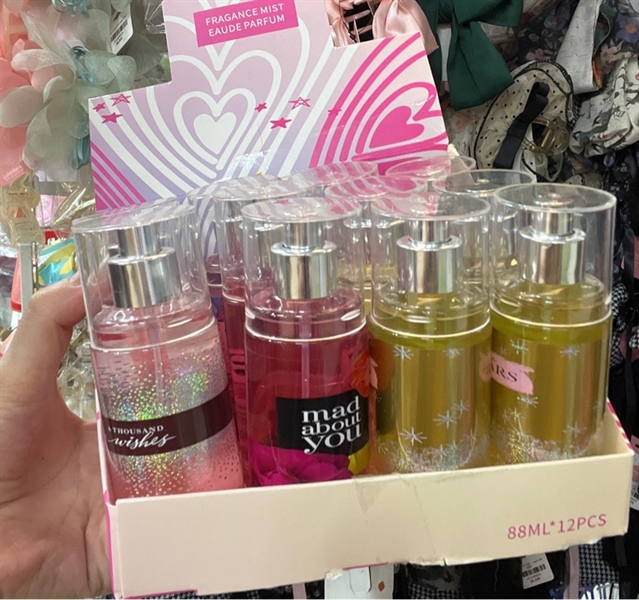 FRAGANCE MIST
EAUDE PARFUM
A THOUSAND
wishes
mad
about
you
ARS
88ML*12PCS